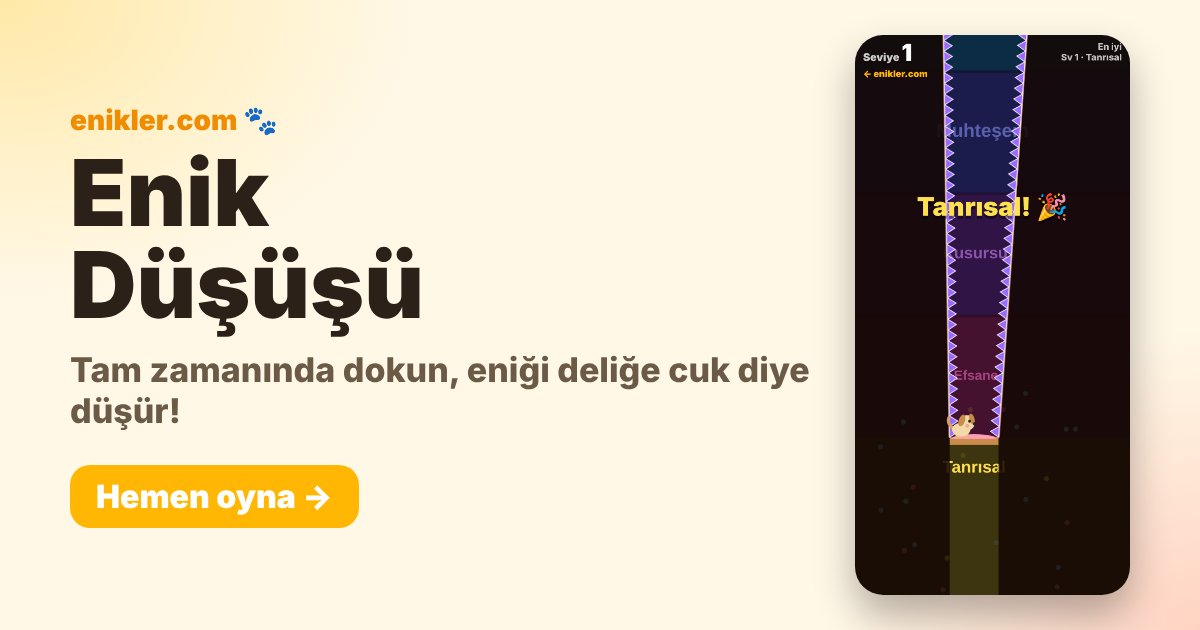 enikler.com
Enik
Düşüşü
Tam zamanında dokun, eniği deliğe cuk diye
düşür!
Hemen oyna →
Seviye 1
← enikler.com
En iyi
Sv 1 · Tanrısal
Tanrısal!
Efsane
Tanrısal